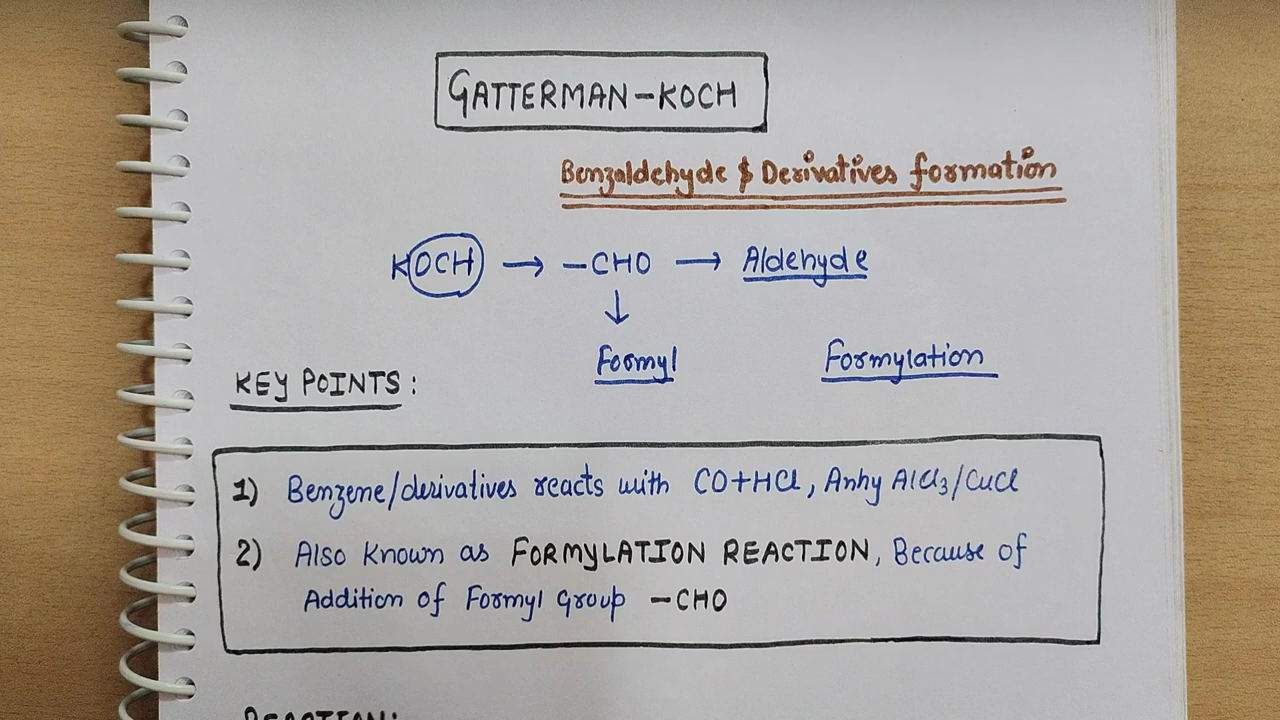 GATTERMAN-KOCH
Benzaldehyde & Derivatives formation
KOCH → -CHO → Aldehyde
↓
Formyl Formylation
KEY POINTS:
1) Benzene/derivatives reacts with CO+HCl, Anhy AlCl₃/CuCl
2) Also Known as FORMYLATION REACTION, Because of
Addition of Formyl Group -CHO
REACTION: